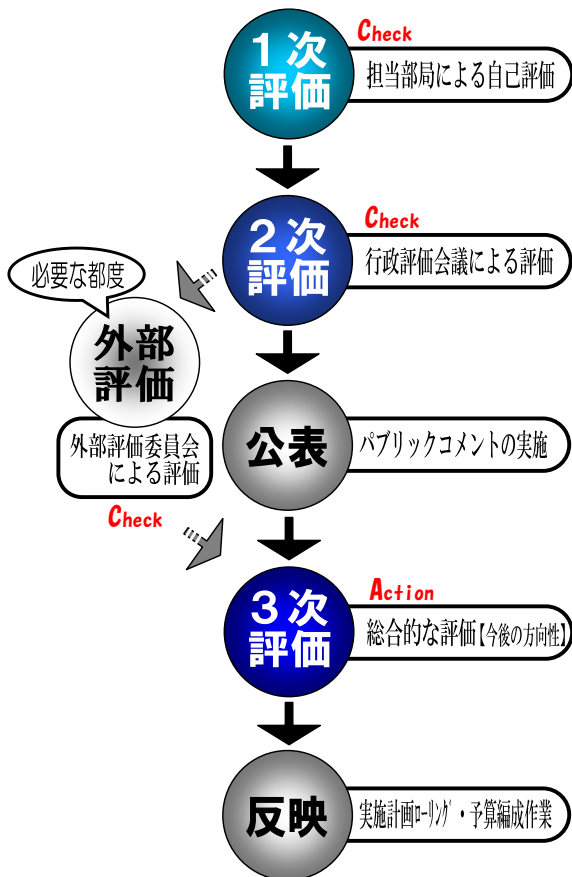 1次
評価
Check
担当部局による自己評価
2次
評価
Check
行政評価会議による評価
必要な都度
外部
評価
外部評価委員会
による評価
Check
公表
パブリックコメントの実施
3次
評価
Action
総合的な評価【今後の方向性】
反映
実施計画ﾛｰﾘﾝｸﾞ・予算編成作業